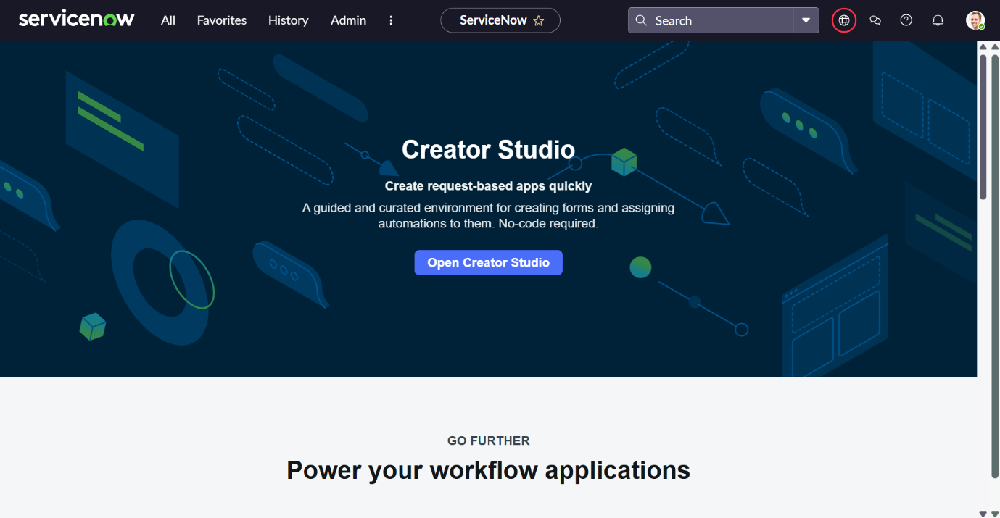 servicenow All Favorites History Admin ServiceNow Search
Creator Studio
Create request-based apps quickly
A guided and curated environment for creating forms and assigning
automations to them. No-code required.
Open Creator Studio
GO FURTHER
Power your workflow applications